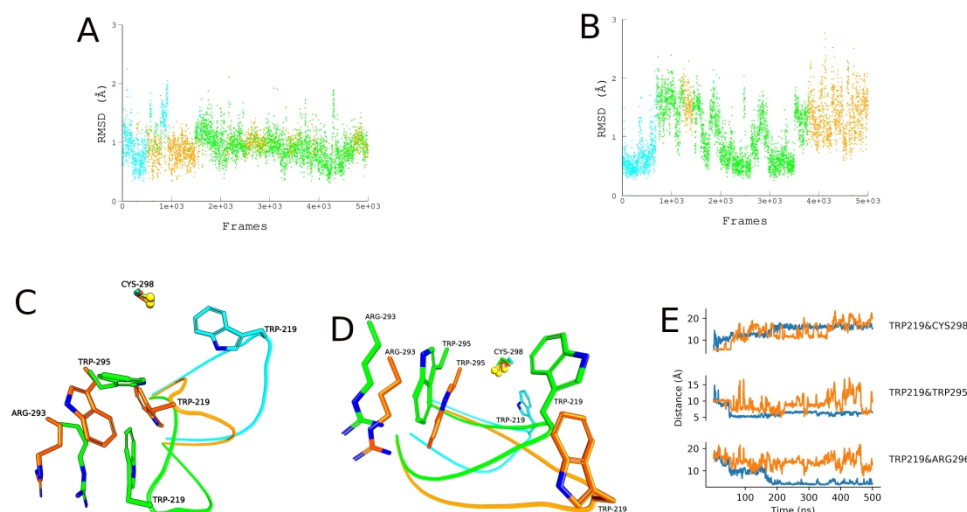 A
3
2
1
0
RMSD (Å)
0
1e+03
2e+03
3e+03
4e+03
5e+03
Frames
B
3
2
1
0
RMSD (Å)
0
1e+03
2e+03
3e+03
4e+03
5e+03
Frames
C
CYS-298
TRP-219
TRP-295
TRP-219
ARG-293
TRP-219
D
ARG-293
ARG-293
TRP-295
TRP-295
CYS-298
TRP-219
TRP-219
TRP-219
E
20
10
TRP219&CYS298
Distance (Å)
15
10
5
TRP219&TRP295
20
10
TRP219&ARG296
100
200
300
400
500
Time (ns)